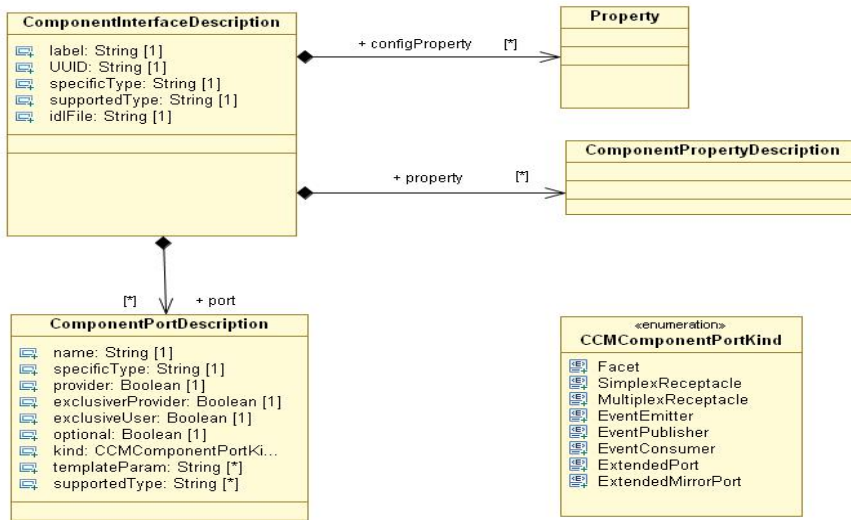 ComponentInterfaceDescription
label: String [1]
UUID: String [1]
specificType: String [1]
supportedType: String [1]
idlFile: String [1]
+ configProperty [*]
Property
+ property [*]
ComponentPropertyDescription
[*] + port
ComponentPortDescription
name: String [1]
specificType: String [1]
provider: Boolean [1]
exclusiverProvider: Boolean [1]
exclusiveUser: Boolean [1]
optional: Boolean [1]
kind: CCMComponentPortKi...
templateParam: String [*]
supportedType: String [*]
«enumeration»
CCMComponentPortKind
Facet
SimplexReceptacle
MultiplexReceptacle
EventEmitter
EventPublisher
EventConsumer
ExtendedPort
ExtendedMirrorPort